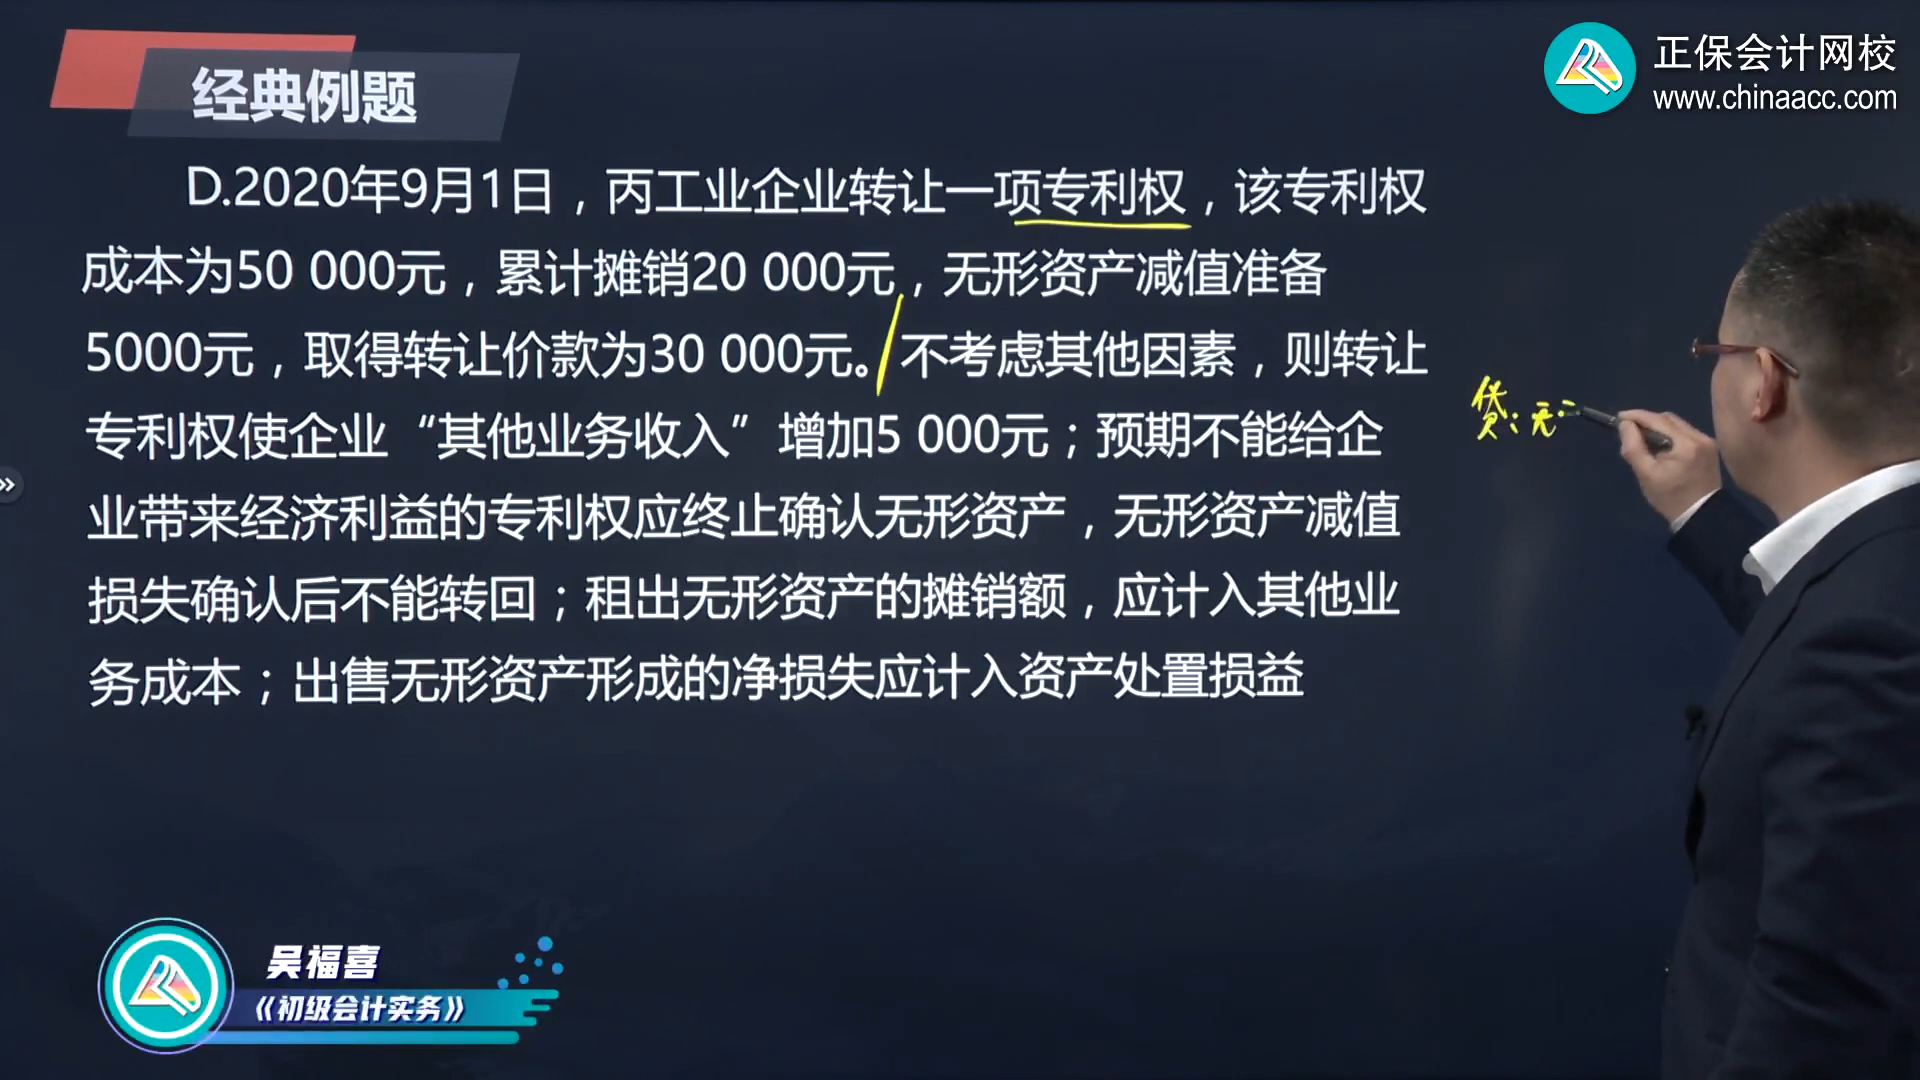 经典例题
正保会计网校
www.chinaacc.com
D.2020年9月1日，丙工业企业转让一项专利权，该专利权
成本为50 000元，累计摊销20 000元，无形资产减值准备
5000元，取得转让价款为30 000元。不考虑其他因素，则转让
专利权使企业“其他业务收入”增加5 000元；预期不能给企
业带来经济利益的专利权应终止确认无形资产，无形资产减值
损失确认后不能转回；租出无形资产的摊销额，应计入其他业
务成本；出售无形资产形成的净损失应计入资产处置损益
贷：无
吴福喜
《初级会计实务》